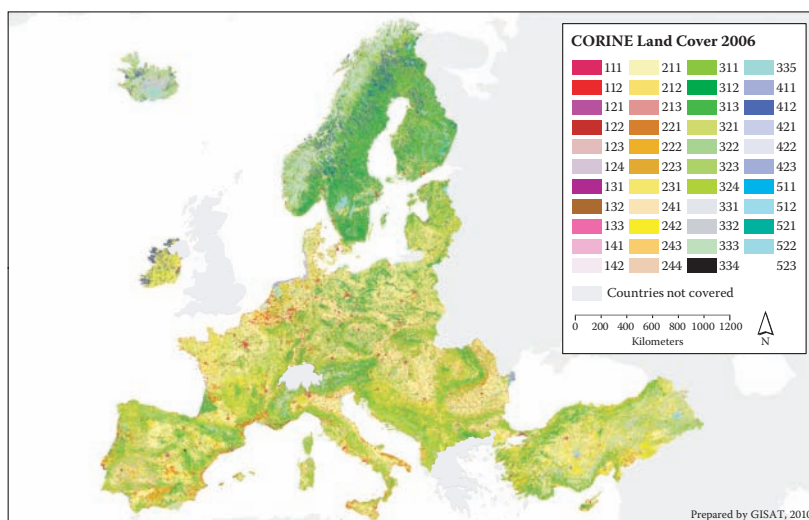 CORINE Land Cover 2006
111 211 311 335
112 212 312 411
121 213 313 412
122 221 321 421
123 222 322 422
124 223 323 423
131 231 324 511
132 241 331 512
133 242 332 521
141 243 333 522
142 244 334 523
Countries not covered
0 200 400 600 800 1000 1200
Kilometers
N
Prepared by GISAT, 2010